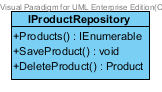 Visual Paradigm for UML Enterprise Edition(C
IProductRepository
+Products() : IEnumerable
+SaveProduct() : void
+DeleteProduct() : Product